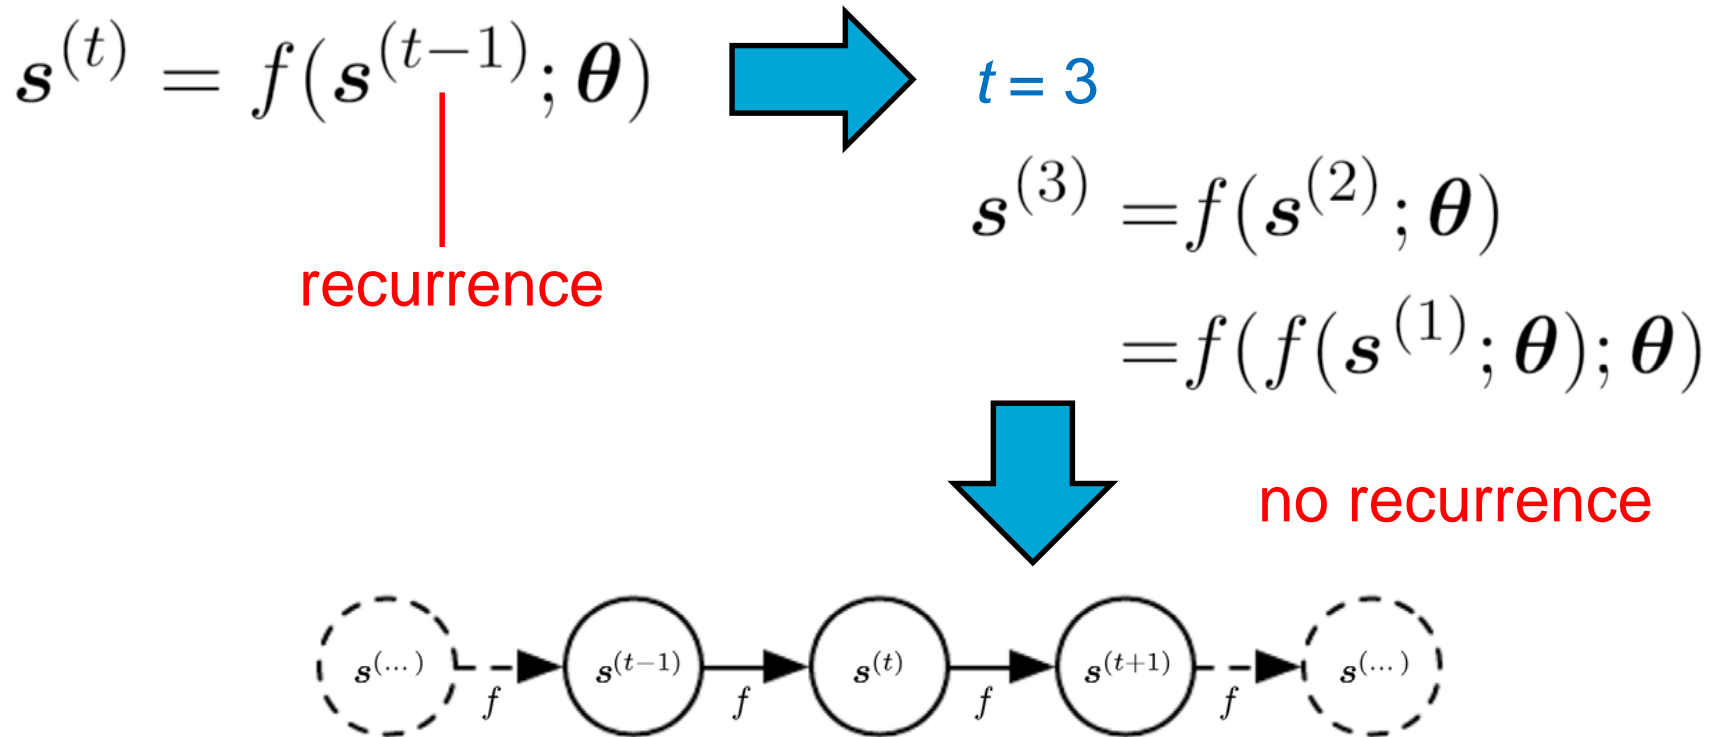 s^(t) = f(s^(t−1); θ)
recurrence
t = 3
s^(3) =f(s^(2); θ)
=f(f(s^(1); θ); θ)
no recurrence
s^(...) f s^(t−1) f s^(t) f s^(t+1) f s^(...)